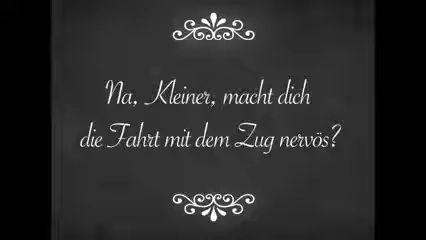 Na, Kleiner, macht dich
die Fahrt mit dem Zug nervös?